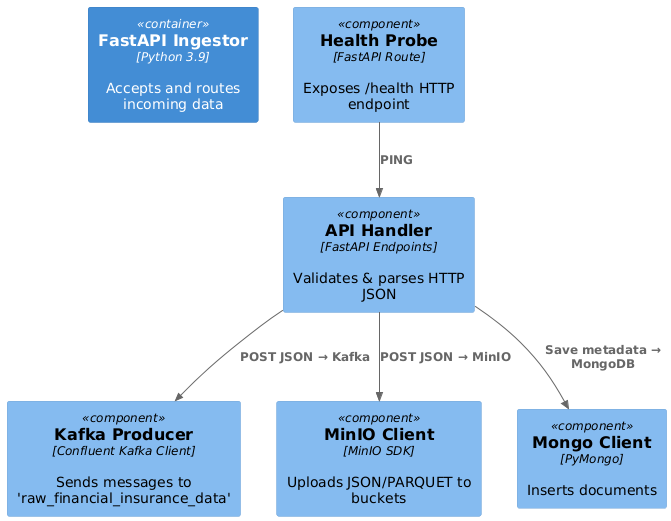 «container»
FastAPI Ingestor
[Python 3.9]
Accepts and routes
incoming data
«component»
Health Probe
[FastAPI Route]
Exposes /health HTTP
endpoint
PING
«component»
API Handler
[FastAPI Endpoints]
Validates & parses HTTP
JSON
POST JSON → Kafka
POST JSON → MinIO
Save metadata →
MongoDB
«component»
Kafka Producer
[Confluent Kafka Client]
Sends messages to
'raw_financial_insurance_data'
«component»
MinIO Client
[MinIO SDK]
Uploads JSON/PARQUET to
buckets
«component»
Mongo Client
[PyMongo]
Inserts documents